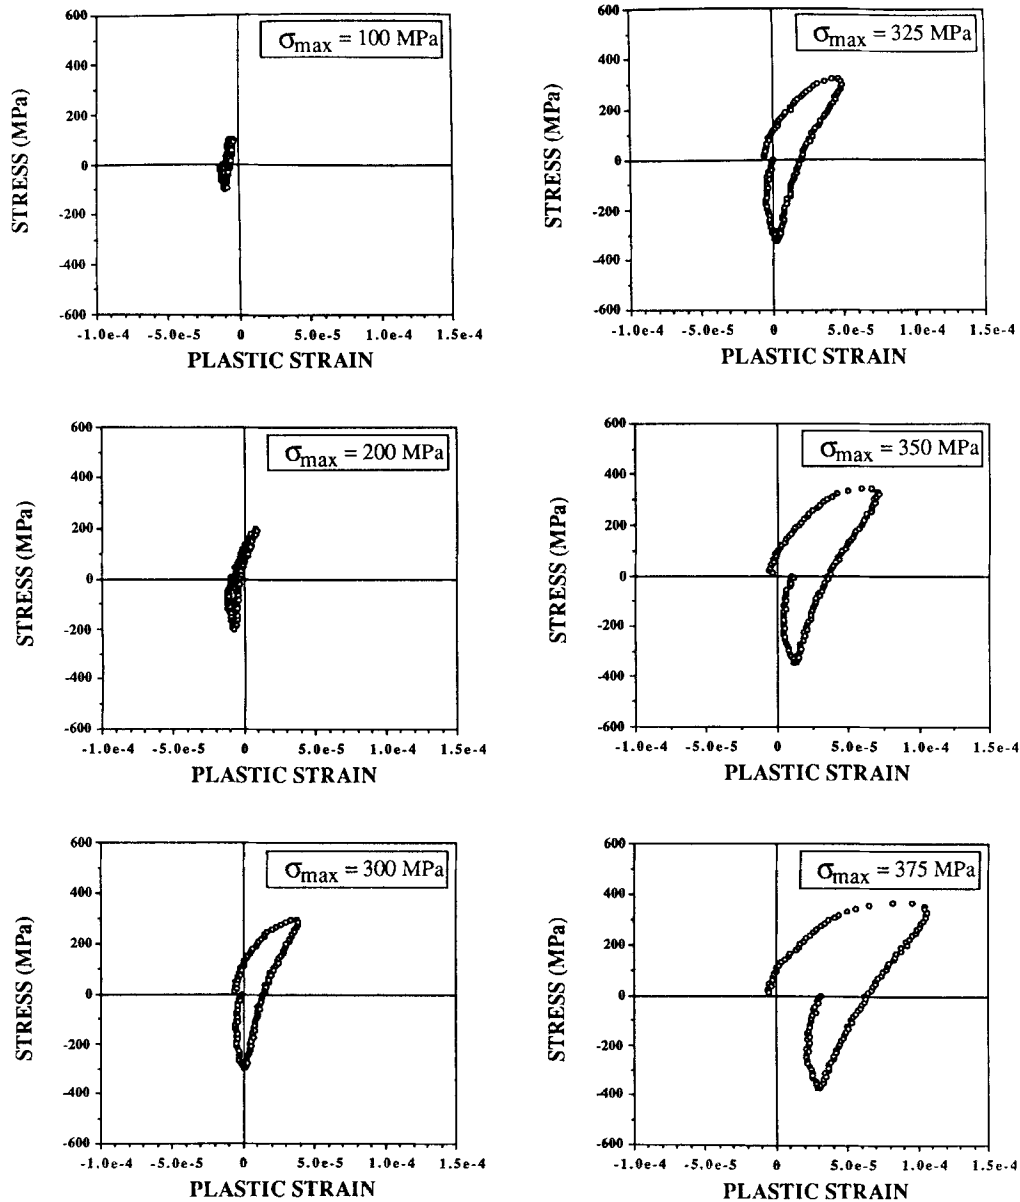 σmax = 100 MPa
STRESS (MPa)
600
400
200
0
-200
-400
-600
-1.0e-4 -5.0e-5 0 5.0e-5 1.0e-4 1.5e-4
PLASTIC STRAIN
σmax = 325 MPa
STRESS (MPa)
600
400
200
0
-200
-400
-600
-1.0e-4 -5.0e-5 0 5.0e-5 1.0e-4 1.5e-4
PLASTIC STRAIN
σmax = 200 MPa
STRESS (MPa)
600
400
200
0
-200
-400
-600
-1.0e-4 -5.0e-5 0 5.0e-5 1.0e-4 1.5e-4
PLASTIC STRAIN
σmax = 350 MPa
STRESS (MPa)
600
400
200
0
-200
-400
-600
-1.0e-4 -5.0e-5 0 5.0e-5 1.0e-4 1.5e-4
PLASTIC STRAIN
σmax = 300 MPa
STRESS (MPa)
600
400
200
0
-200
-400
-600
-1.0e-4 -5.0e-5 0 5.0e-5 1.0e-4 1.5e-4
PLASTIC STRAIN
σmax = 375 MPa
STRESS (MPa)
600
400
200
0
-200
-400
-600
-1.0e-4 -5.0e-5 0 5.0e-5 1.0e-4 1.5e-4
PLASTIC STRAIN